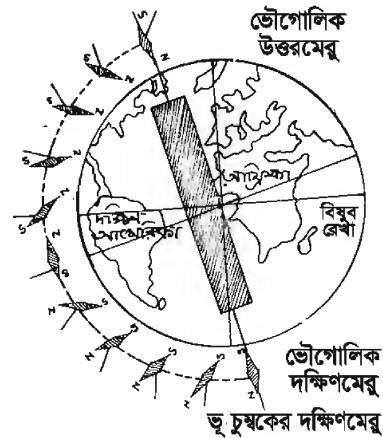 ভৌগোলিক
উত্তরমেরু
আফ্রিকা
দক্ষিন-
আমেরিকা
বিষুব
রেখা
ভৌগোলিক
দক্ষিণমেরু
ভূ চুম্বকের দক্ষিণমেরু
S
N
S
N
S
N
S
N
S
N
N
S
N
S
N
S
N
S
N
S
N
S